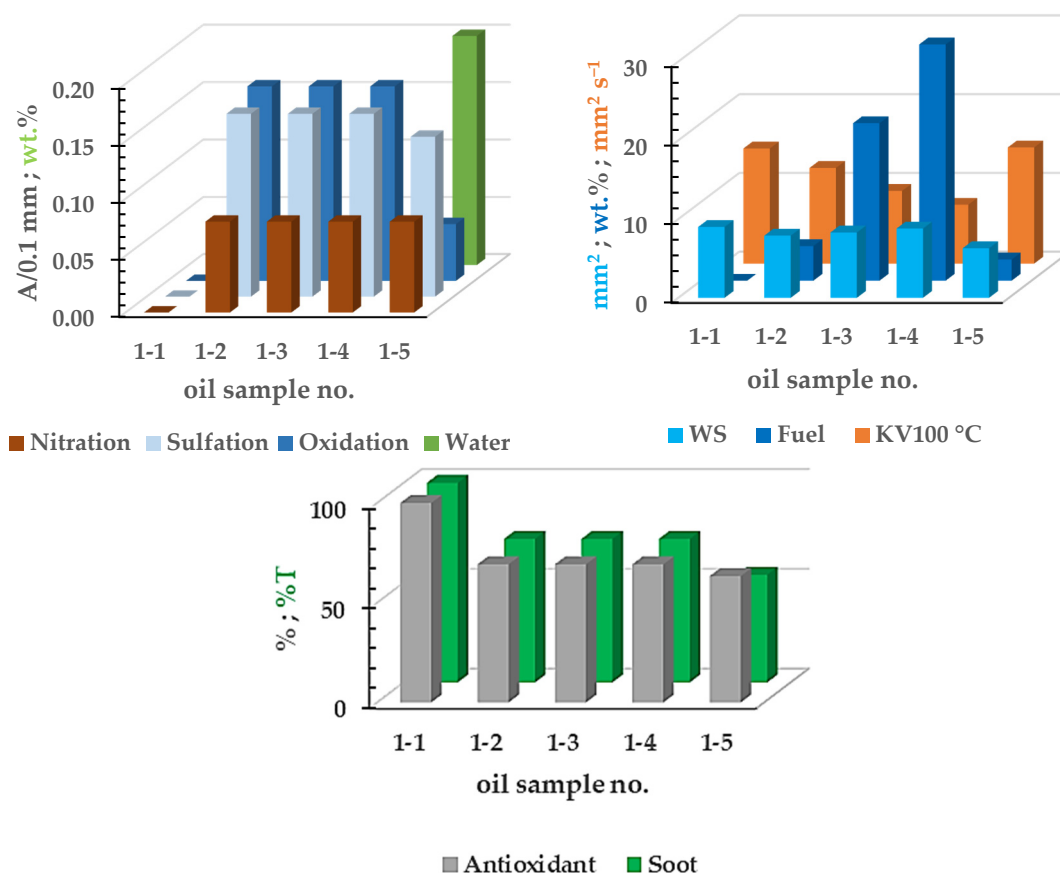 A/0.1 mm ; wt.%
0.20
0.15
0.10
0.05
0.00
1-1 1-2 1-3 1-4 1-5
oil sample no.
Nitration Sulfation Oxidation Water
mm² ; wt.% ; mm² s⁻¹
30
20
10
0
1-1 1-2 1-3 1-4 1-5
oil sample no.
WS Fuel KV100 °C
% ; %T
100
50
0
1-1 1-2 1-3 1-4 1-5
oil sample no.
Antioxidant Soot